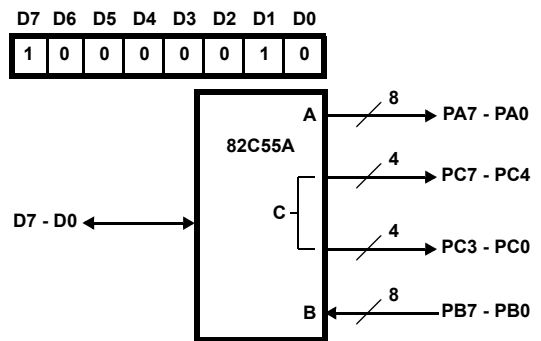 D7 D6 D5 D4 D3 D2 D1 D0
1 0 0 0 0 0 1 0
A 8 PA7 - PA0
82C55A
4 PC7 - PC4
C
D7 - D0
4 PC3 - PC0
B 8 PB7 - PB0